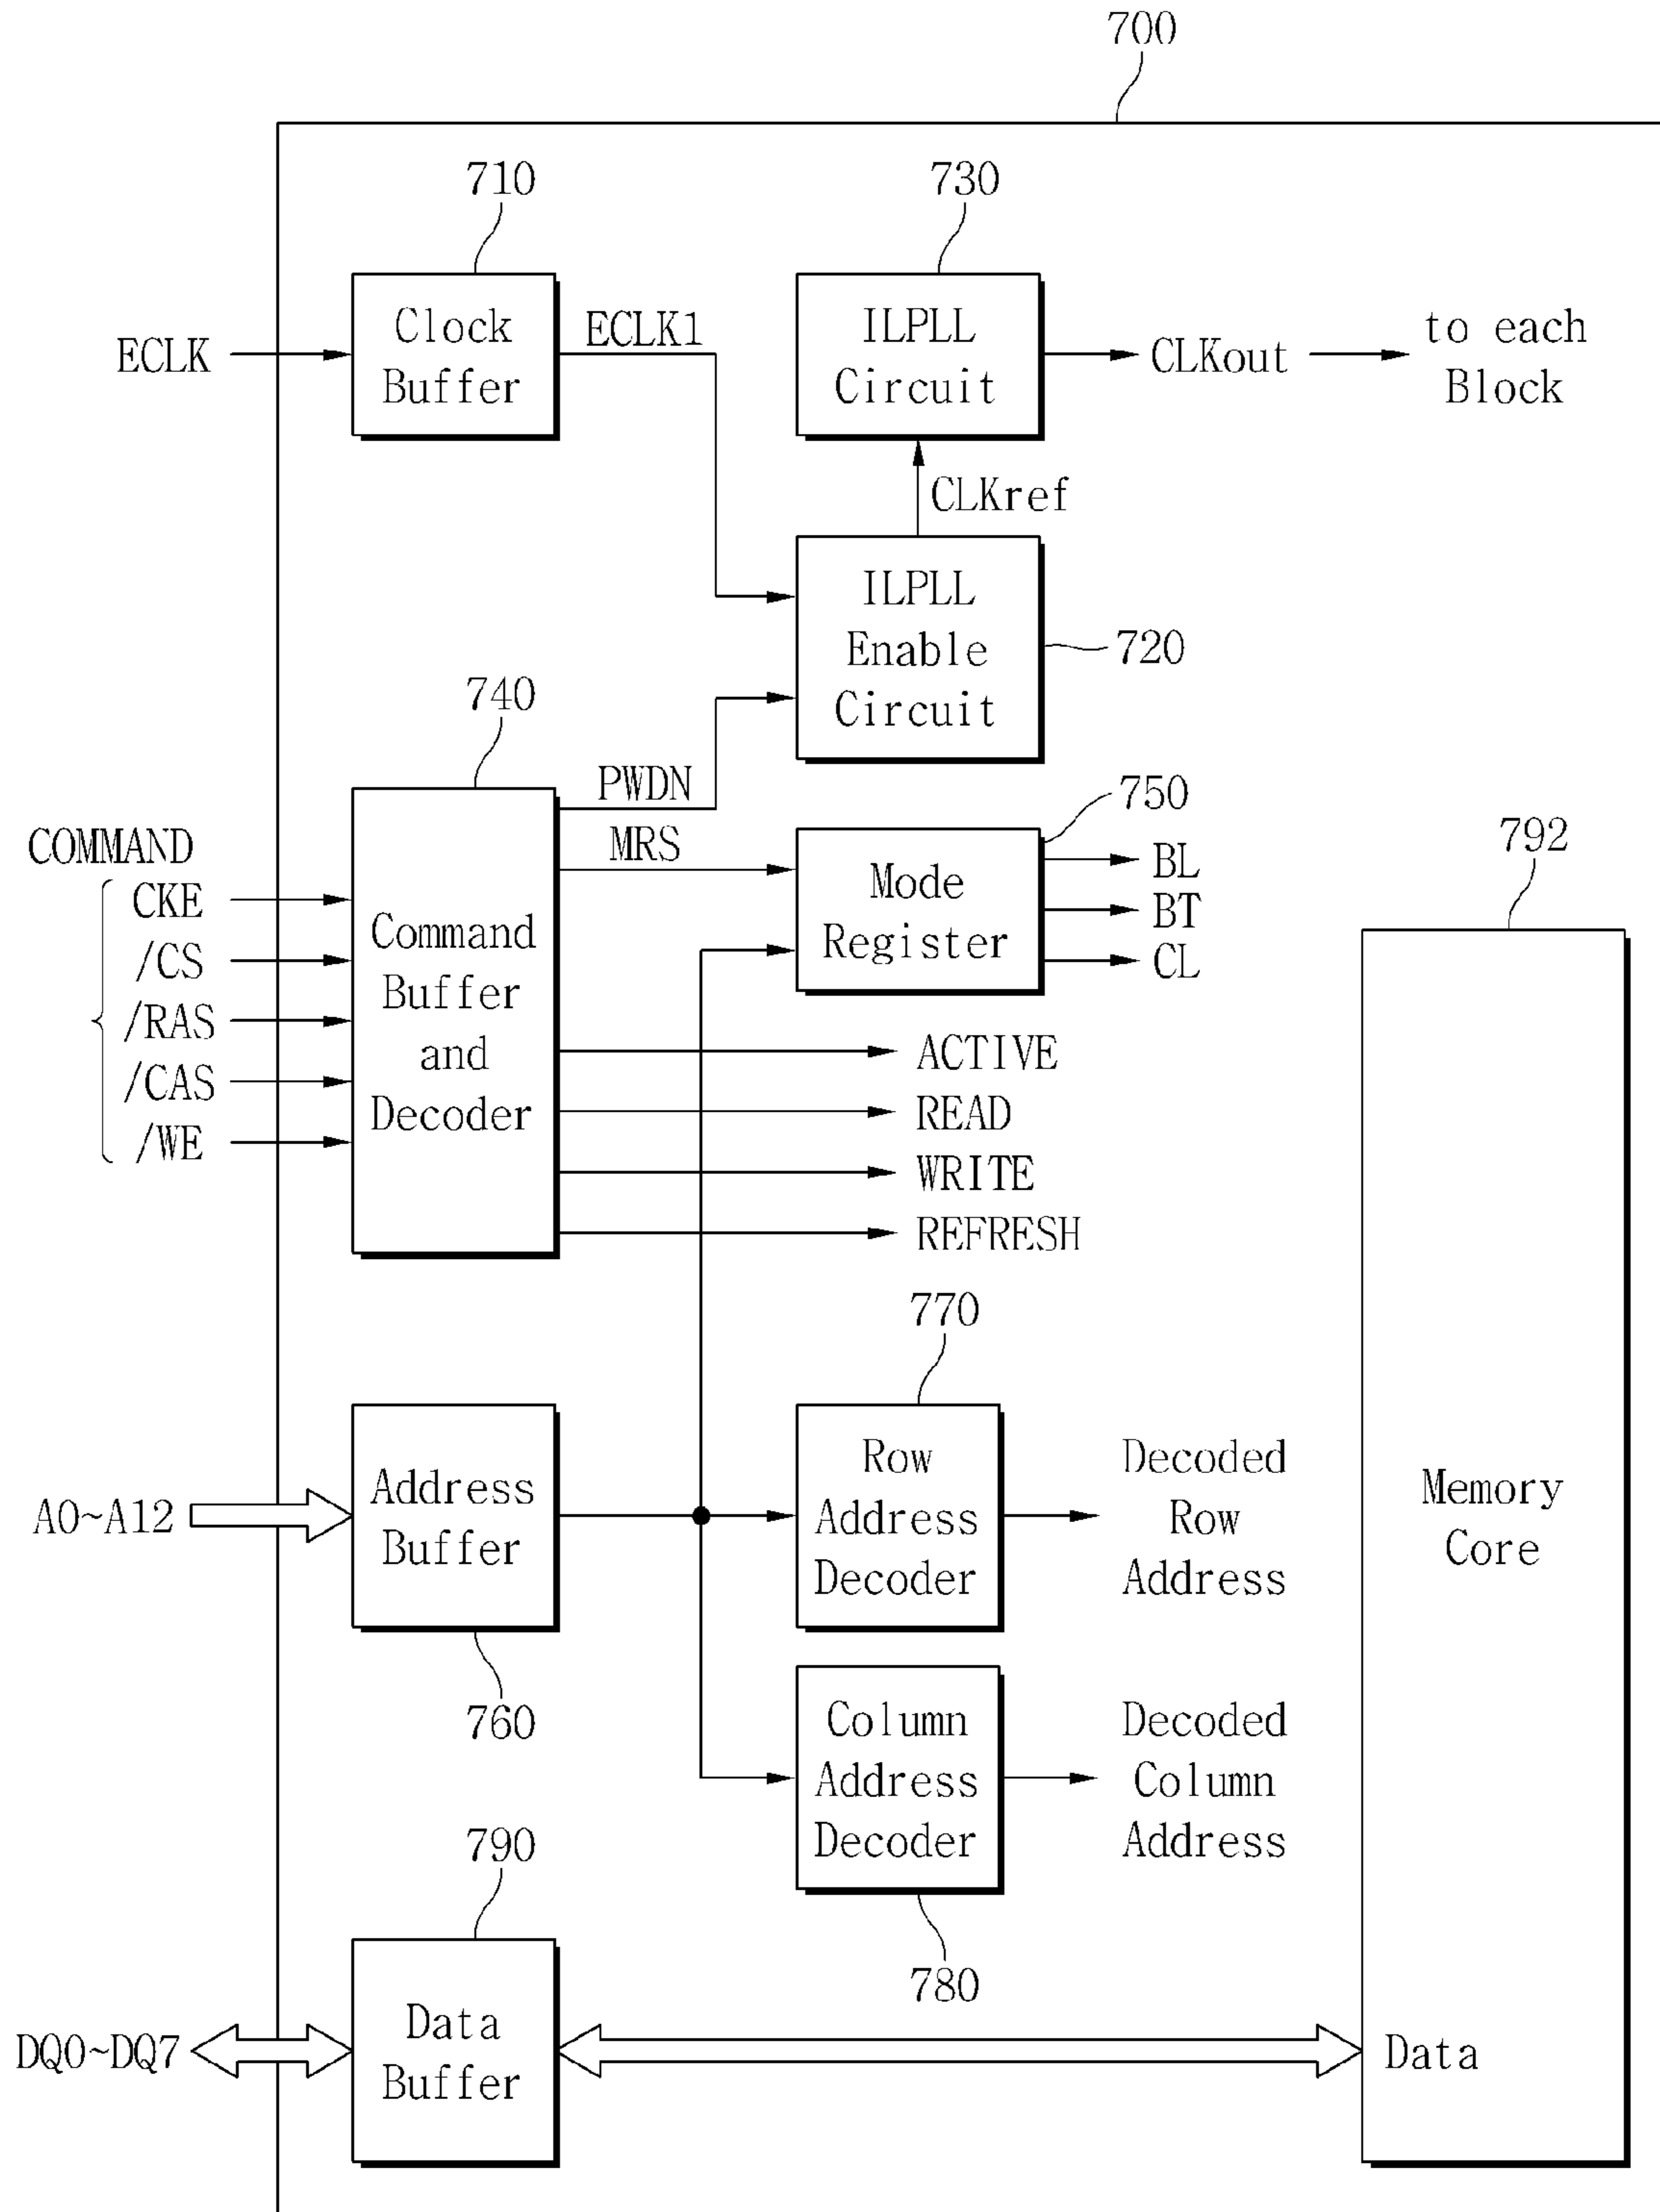 700
710
730
Clock
Buffer
ECLK
ECLK1
ILPLL
Circuit
CLKout
to each
Block
CLKref
ILPLL
Enable
Circuit
720
740
PWDN
MRS
750
COMMAND
CKE
/CS
/RAS
/CAS
/WE
Command
Buffer
and
Decoder
Mode
Register
BL
BT
CL
792
ACTIVE
READ
WRITE
REFRESH
770
A0~A12
Address
Buffer
760
Row
Address
Decoder
Decoded
Row
Address
Memory
Core
Column
Address
Decoder
Decoded
Column
Address
780
790
DQ0~DQ7
Data
Buffer
Data